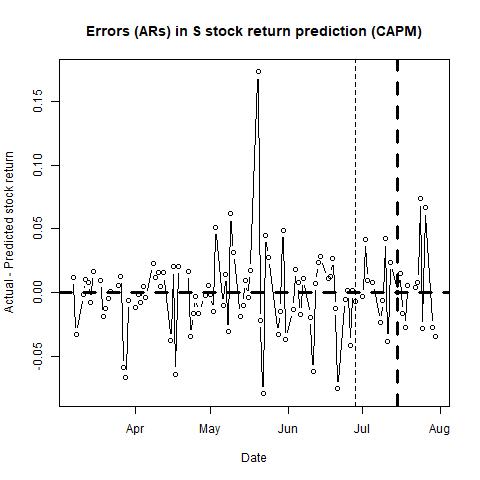 Errors (ARs) in S stock return prediction (CAPM)
Actual - Predicted stock return
0.15
0.10
0.05
0.00
-0.05
Apr May Jun Jul Aug
Date